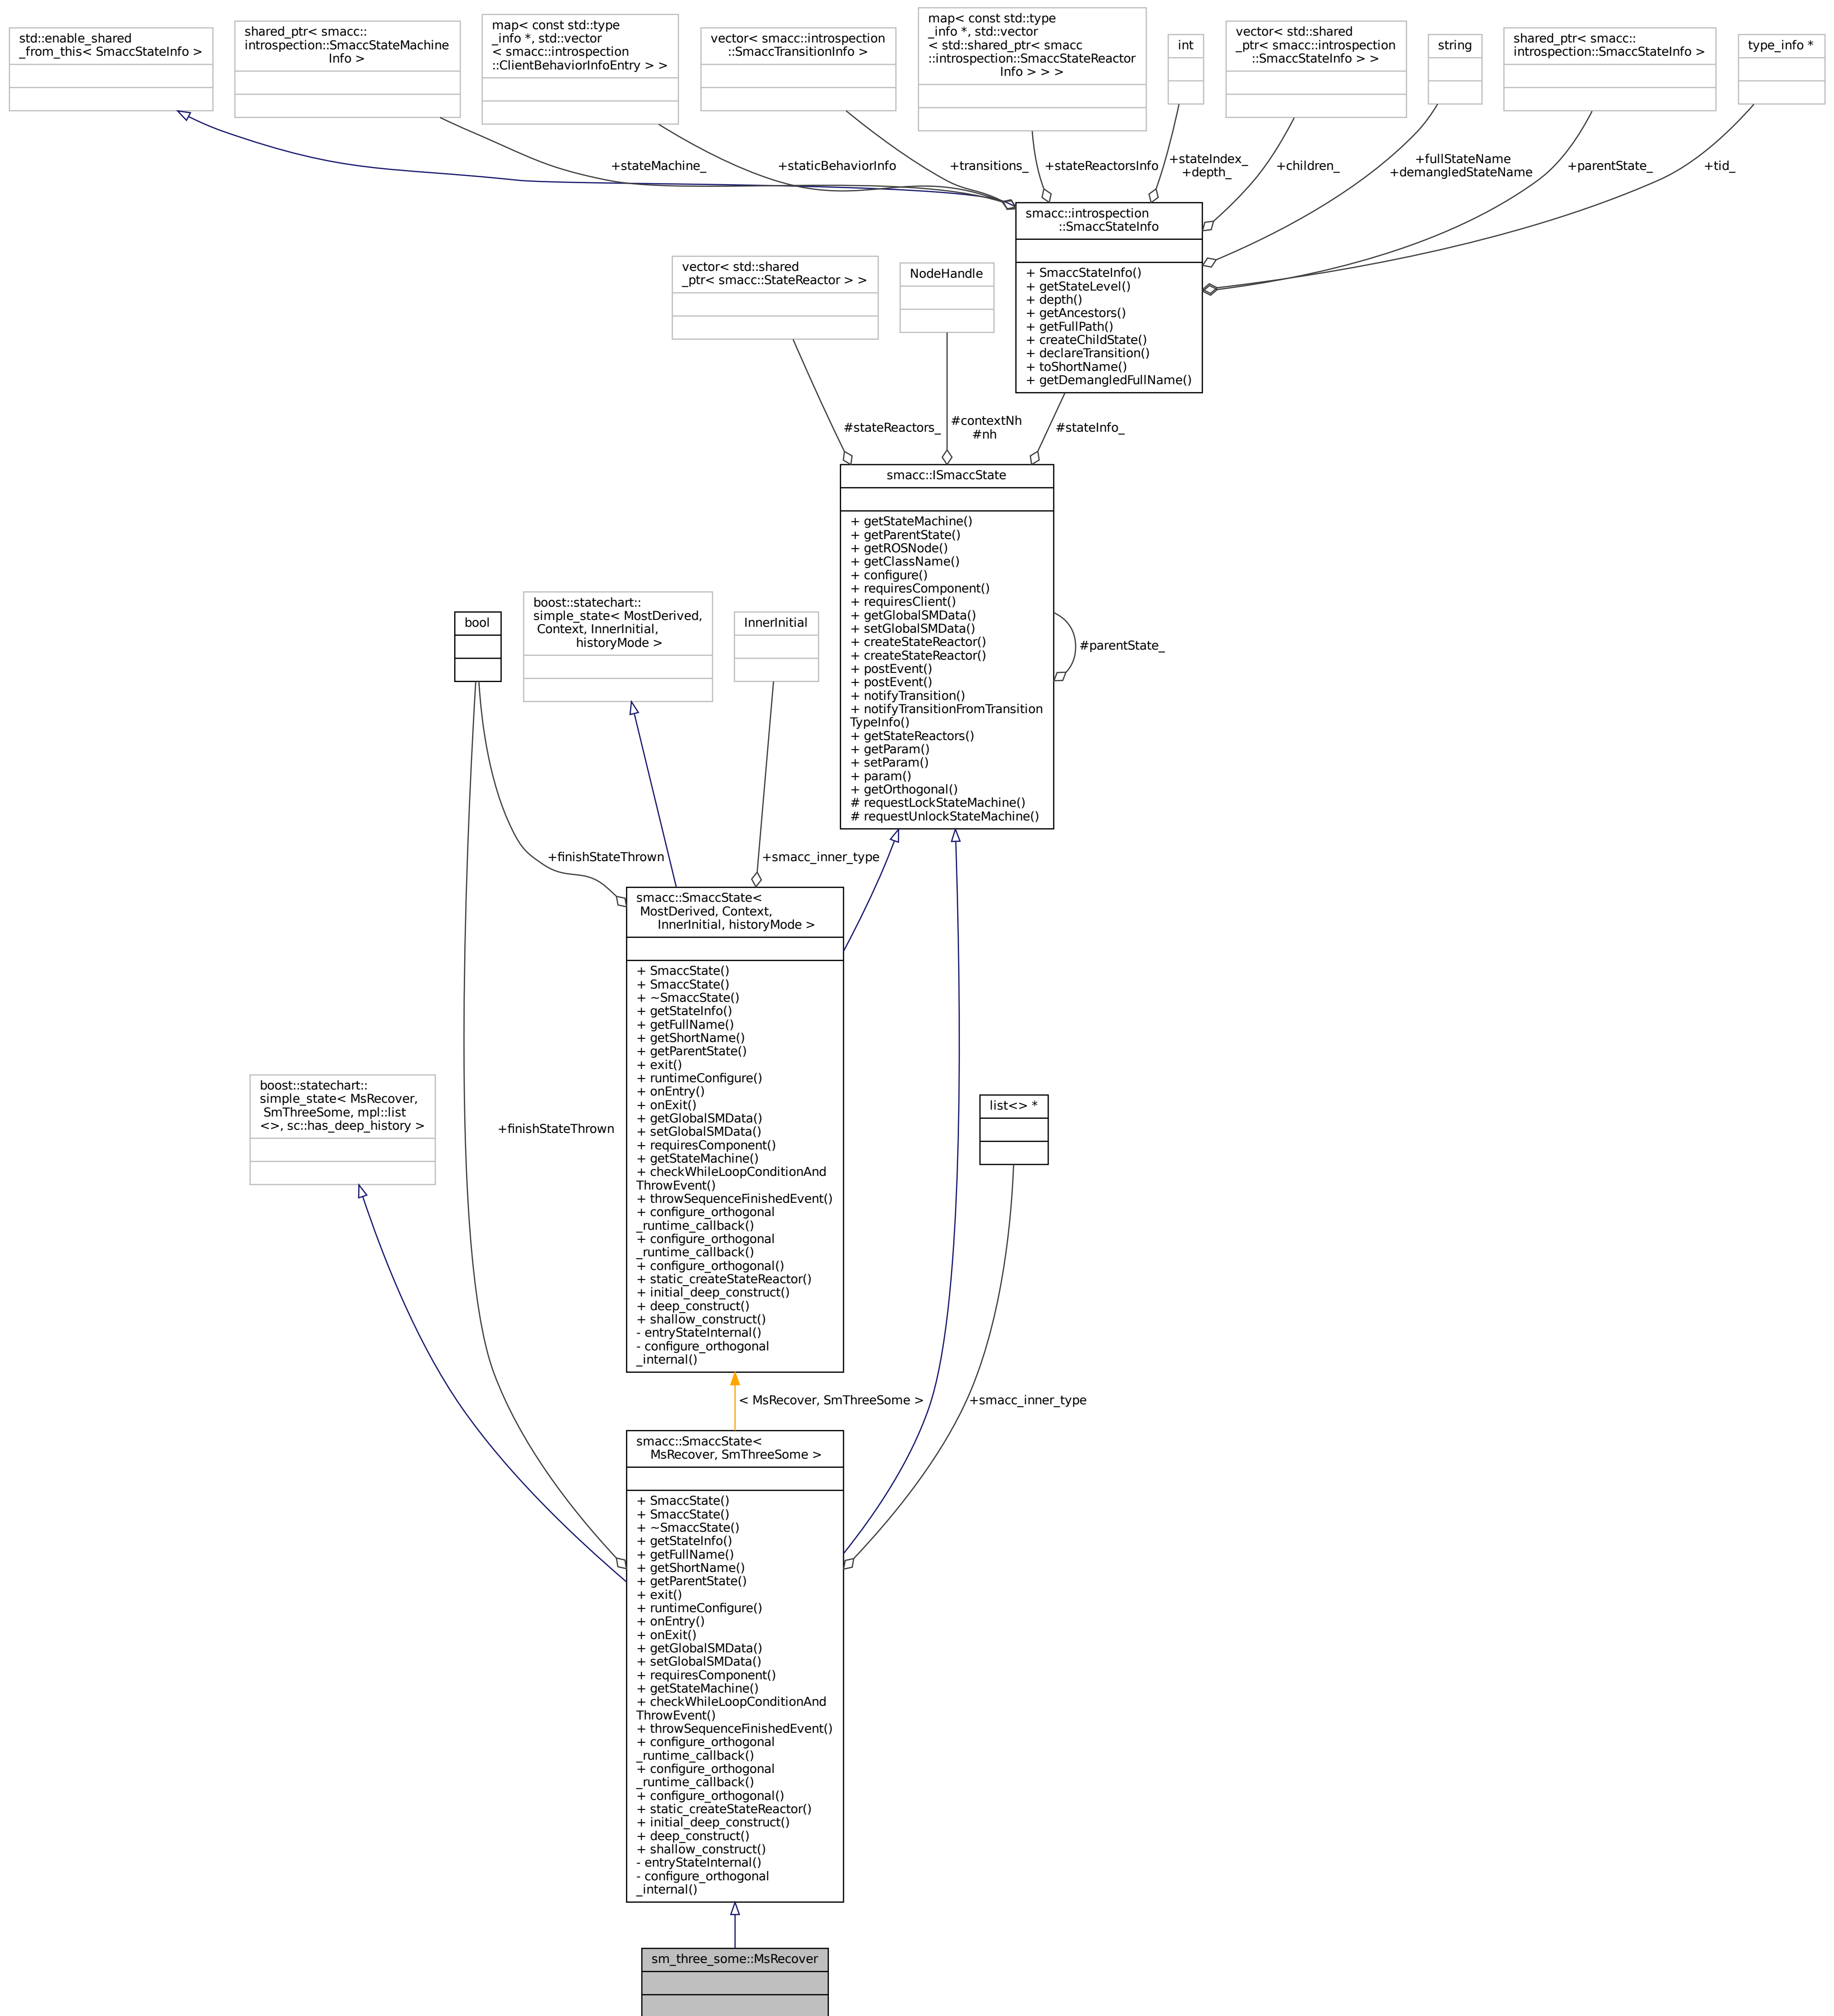 std::enable_shared
_from_this< SmaccStateInfo >
shared_ptr< smacc::
introspection::SmaccStateMachine
Info >
map< const std::type
_info *, std::vector
< smacc::introspection
::ClientBehaviorInfoEntry > >
vector< smacc::introspection
::SmaccTransitionInfo >
map< const std::type
_info *, std::vector
< std::shared_ptr< smacc
::introspection::SmaccStateReactor
Info > > >
int
vector< std::shared
_ptr< smacc::introspection
::SmaccStateInfo > >
string
shared_ptr< smacc::
introspection::SmaccStateInfo >
type_info *
+stateMachine_
+staticBehaviorInfo
+transitions_
+stateReactorsInfo
+stateIndex_
+depth_
+children_
+fullStateName
+demangledStateName
+parentState_
+tid_
smacc::introspection
::SmaccStateInfo
+ SmaccStateInfo()
+ getStateLevel()
+ depth()
+ getAncestors()
+ getFullPath()
+ createChildState()
+ declareTransition()
+ toShortName()
+ getDemangledFullName()
vector< std::shared
_ptr< smacc::StateReactor > >
NodeHandle
#stateReactors_
#contextNh
#nh
#stateInfo_
smacc::ISmaccState
+ getStateMachine()
+ getParentState()
+ getROSNode()
+ getClassName()
+ configure()
+ requiresComponent()
+ requiresClient()
+ getGlobalSMData()
+ setGlobalSMData()
+ createStateReactor()
+ createStateReactor()
+ postEvent()
+ postEvent()
+ notifyTransition()
+ notifyTransitionFromTransition
TypeInfo()
+ getStateReactors()
+ getParam()
+ setParam()
+ param()
+ getOrthogonal()
# requestLockStateMachine()
# requestUnlockStateMachine()
#parentState_
bool
boost::statechart::
simple_state< MostDerived,
Context, InnerInitial,
historyMode >
InnerInitial
+finishStateThrown
+smacc_inner_type
smacc::SmaccState<
MostDerived, Context,
InnerInitial, historyMode >
+ SmaccState()
+ SmaccState()
+ ~SmaccState()
+ getStateInfo()
+ getFullName()
+ getShortName()
+ getParentState()
+ exit()
+ runtimeConfigure()
+ onEntry()
+ onExit()
+ getGlobalSMData()
+ setGlobalSMData()
+ requiresComponent()
+ getStateMachine()
+ checkWhileLoopConditionAnd
ThrowEvent()
+ throwSequenceFinishedEvent()
+ configure_orthogonal
_runtime_callback()
+ configure_orthogonal
_runtime_callback()
+ configure_orthogonal()
+ static_createStateReactor()
+ initial_deep_construct()
+ deep_construct()
+ shallow_construct()
- entryStateInternal()
- configure_orthogonal
_internal()
boost::statechart::
simple_state< MsRecover,
SmThreeSome, mpl::list
<>, sc::has_deep_history >
+finishStateThrown
list<> *
< MsRecover, SmThreeSome >
+smacc_inner_type
smacc::SmaccState<
MsRecover, SmThreeSome >
+ SmaccState()
+ SmaccState()
+ ~SmaccState()
+ getStateInfo()
+ getFullName()
+ getShortName()
+ getParentState()
+ exit()
+ runtimeConfigure()
+ onEntry()
+ onExit()
+ getGlobalSMData()
+ setGlobalSMData()
+ requiresComponent()
+ getStateMachine()
+ checkWhileLoopConditionAnd
ThrowEvent()
+ throwSequenceFinishedEvent()
+ configure_orthogonal
_runtime_callback()
+ configure_orthogonal
_runtime_callback()
+ configure_orthogonal()
+ static_createStateReactor()
+ initial_deep_construct()
+ deep_construct()
+ shallow_construct()
- entryStateInternal()
- configure_orthogonal
_internal()
sm_three_some::MsRecover